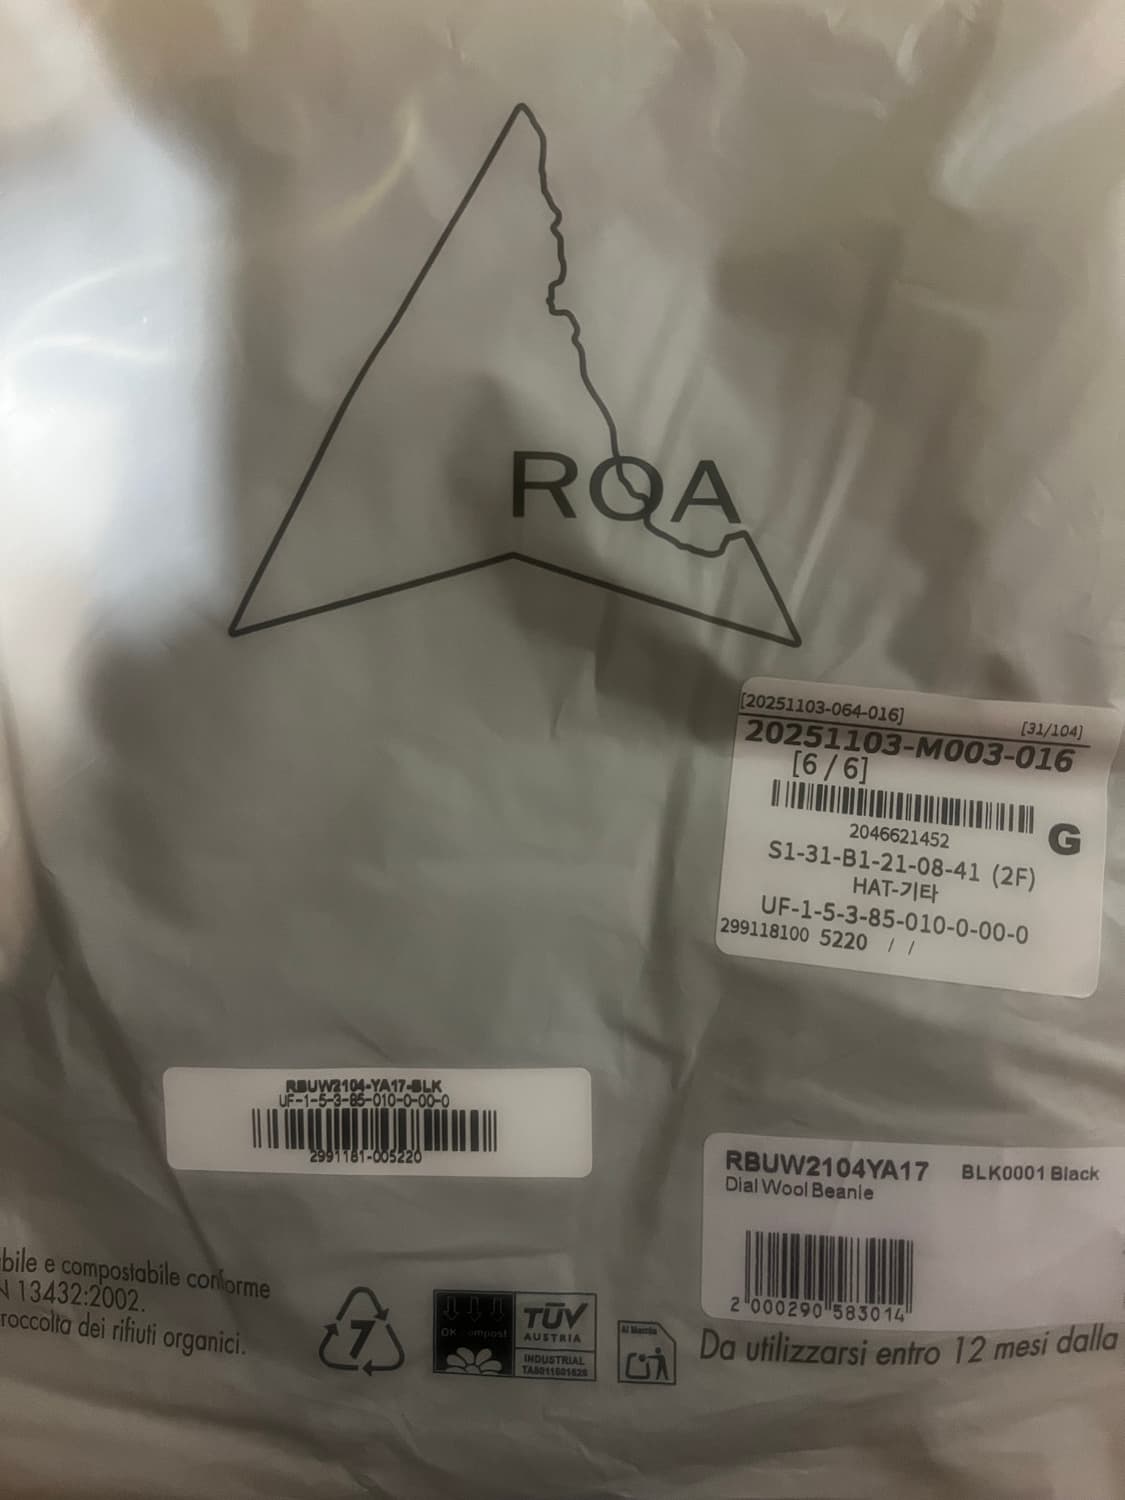 ROA
[20251103-064-016] [31/104]
20251103-M003-016
[6 / 6]
2046621452
G
S1-31-B1-21-08-41 (2F)
HAT-기타
UF-1-5-3-85-010-0-00-0
299118100 5220 / /
RBUW2104-YA17-BLK
UF-1-5-3-85-010-0-00-0
2991181-005220
RBUW2104YA17 BLK0001 Black
Dial Wool Beanie
2 000290 583014
bile e compostabile conforme
N 13432:2002.
roccolta dei rifiuti organici.
7
OK compost
TÜV
AUSTRIA
INDUSTRIAL
Da utilizzarsi entro 12 mesi dalla